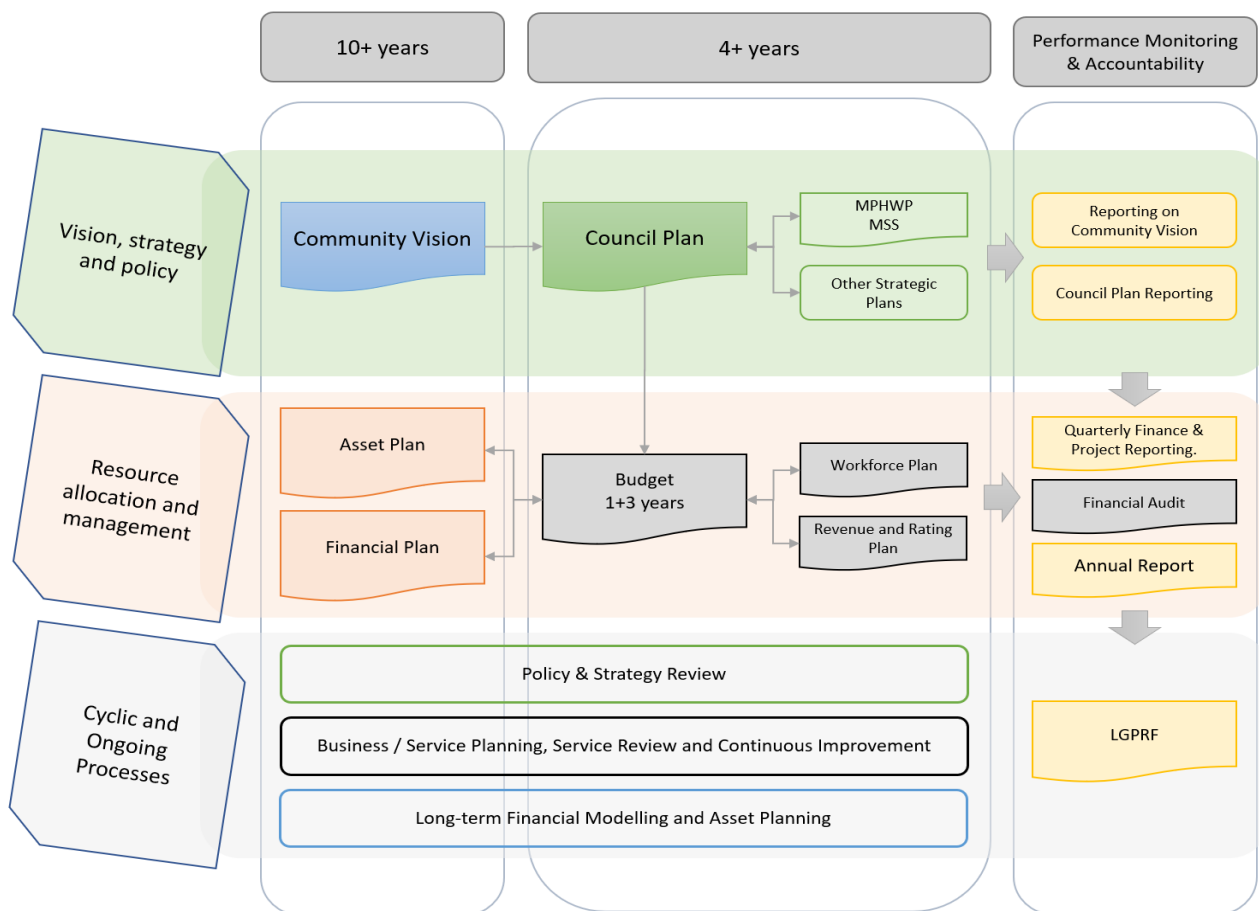 10+ years
4+ years
Performance Monitoring
& Accountability
Vision, strategy
and policy
Community Vision
Council Plan
MPHWP
MSS
Other Strategic
Plans
Reporting on
Community Vision
Council Plan Reporting
Resource
allocation and
management
Asset Plan
Financial Plan
Budget
1+3 years
Workforce Plan
Revenue and Rating
Plan
Quarterly Finance &
Project Reporting.
Financial Audit
Annual Report
Cyclic and
Ongoing
Processes
Policy & Strategy Review
Business / Service Planning, Service Review and Continuous Improvement
Long-term Financial Modelling and Asset Planning
LGPRF